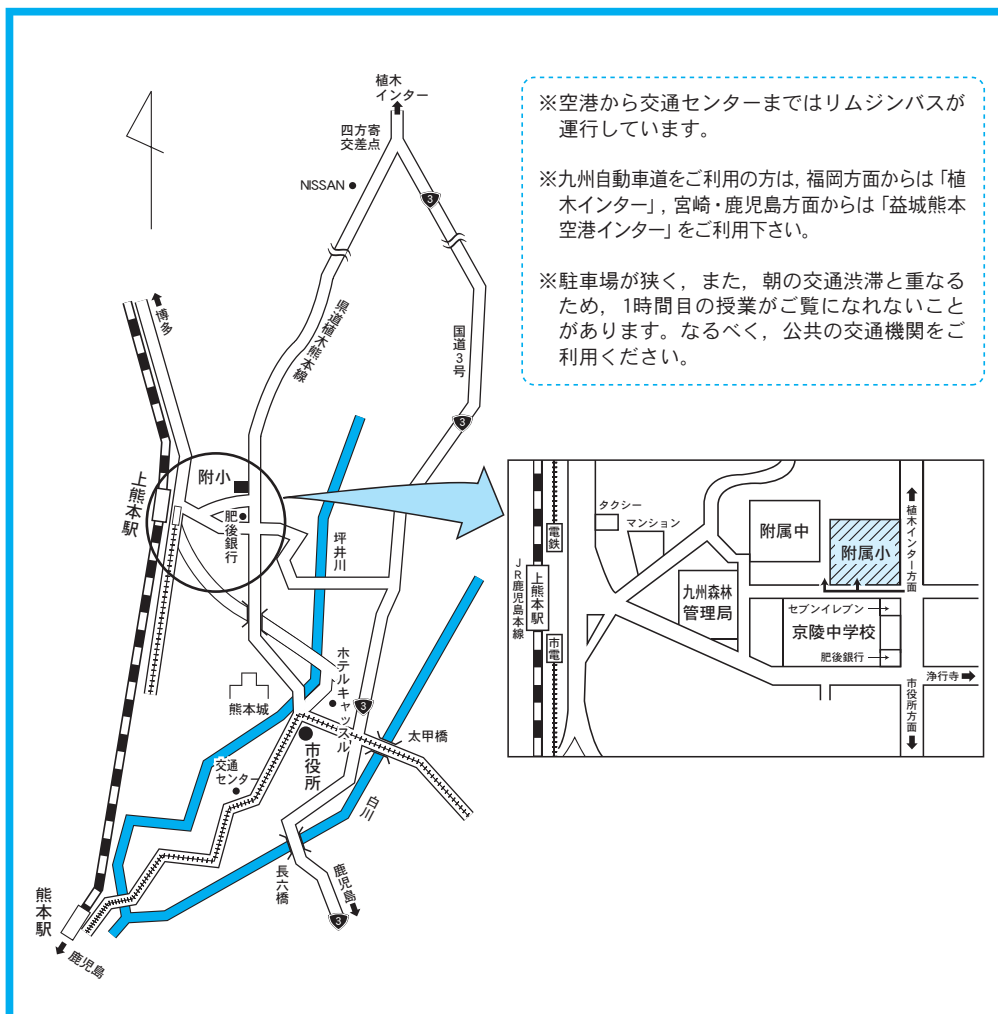 植木
インター
四方寄
交差点
NISSAN
3
博多
県道植木熊本線
国道3号
3
上熊本駅
附小
肥後銀行
坪井川
熊本城
ホテルキャッスル
3
太甲橋
市役所
交通
センター
白川
長六橋
鹿児島
3
熊本駅
鹿児島
※空港から交通センターまではリムジンバスが
運行しています。
※九州自動車道をご利用の方は，福岡方面からは「植
木インター」，宮崎・鹿児島方面からは「益城熊本
空港インター」をご利用下さい。
※駐車場が狭く，また，朝の交通渋滞と重なる
ため，1時間目の授業がご覧になれないこと
があります。なるべく，公共の交通機関をご
利用ください。
タクシー
マンション
電鉄
JR鹿児島本線
上熊本駅
市電
九州森林
管理局
附属中
附属小
植木インター方面
セブンイレブン
京陵中学校
肥後銀行
浄行寺
市役所方面